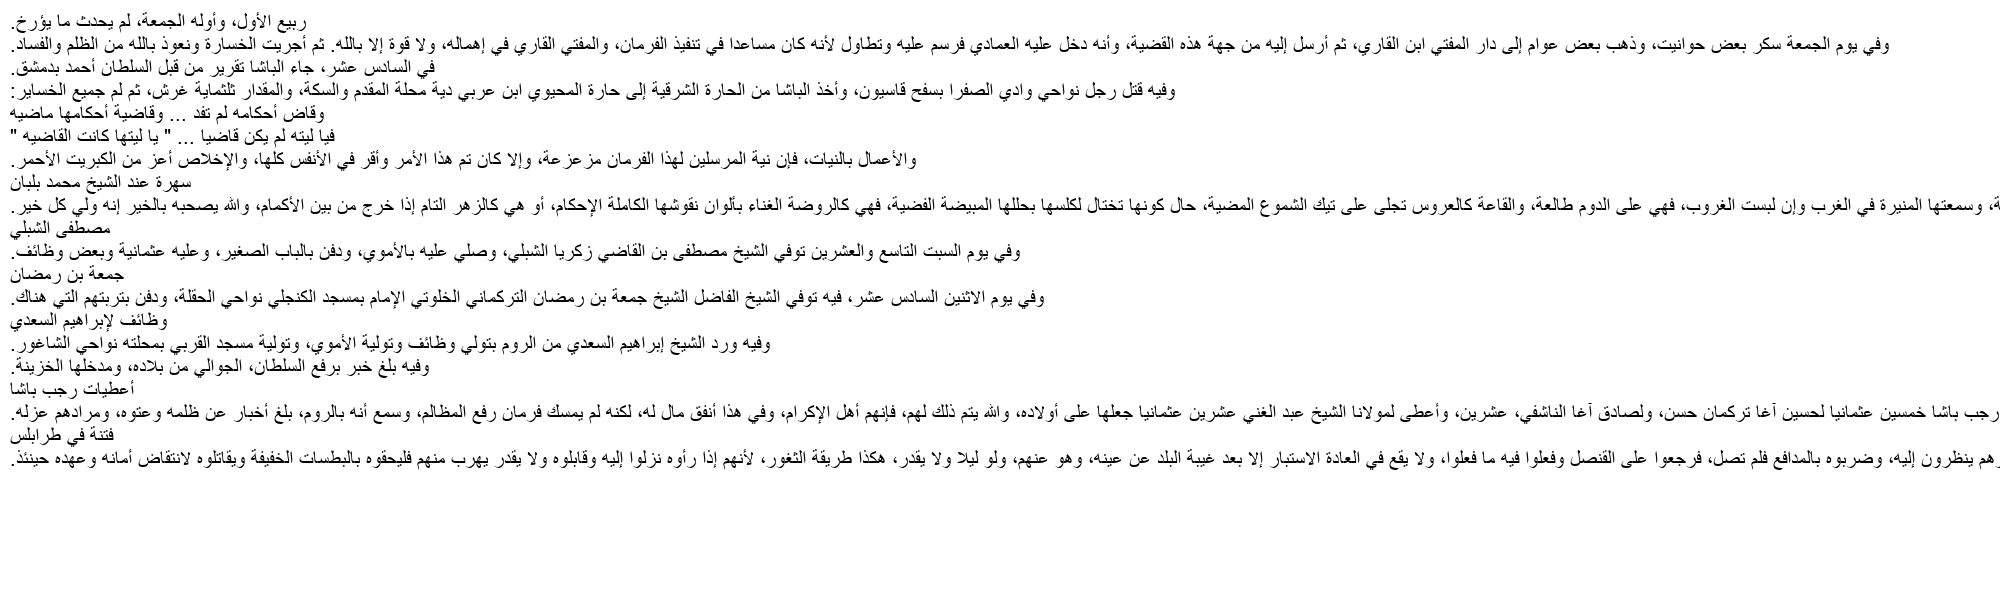 ربيع الأول، وأوله الجمعة، لم يحدث ما يؤرخ.
وفي يوم الجمعة سكر بعض حوانيت، وذهب بعض عوام إلى دار المفتي ابن القاري، ثم أرسل إليه من جهة هذه القضية، وأنه دخل عليه العمادي فرسم عليه وتطاول لأنه كان مساعدا في تنفيذ الفرمان، والمفتي القاري في إهماله، ولا قوة إلا بالله. ثم أجريت الخسارة ونعوذ بالله من الظلم والفساد.
في السادس عشر، جاء الباشا تقرير من قبل السلطان أحمد بدمشق.
وفيه قتل رجل نواحي وادي الصفرا بسفح قاسيون، وأخذ الباشا من الحارة الشرقية إلى حارة المحيوي ابن عربي دية محلة المقدم والسكة، والمقدار ثلثماية غرش، ثم لم جميع الخساير:
وقاض أحكامه لم تفد ... وقاضية أحكامها ماضيه
فيا ليته لم يكن قاضيا ... " يا ليتها كانت القاضيه "
والأعمال بالنيات، فإن نية المرسلين لهذا الفرمان مزعزعة، وإلا كان تم هذا الأمر وأقر في الأنفس كلها، والإخلاص أعز من الكبريت الأحمر.
سهرة عند الشيخ محمد بلبان
ة، وسمعتها المنيرة في الغرب وإن لبست الغروب، فهي على الدوم طالعة، والقاعة كالعروس تجلى على تيك الشموع المضية، حال كونها تختال لكلسها بحللها المبيضة الفضية، فهي كالروضة الغناء بألوان نقوشها الكاملة الإحكام، أو هي كالزهر التام إذا خرج من بين الأكمام، والله يصحبه بالخير إنه ولي كل خير.
مصطفى الشبلي
وفي يوم السبت التاسع والعشرين توفي الشيخ مصطفى بن القاضي زكريا الشبلي، وصلي عليه بالأموي، ودفن بالباب الصغير، وعليه عثمانية وبعض وظائف.
جمعة بن رمضان
وفي يوم الاثنين السادس عشر، فيه توفي الشيخ الفاضل الشيخ جمعة بن رمضان التركماني الخلوتي الإمام بمسجد الكنجلي نواحي الحقلة، ودفن بتربتهم التي هناك.
وظائف لإبراهيم السعدي
وفيه ورد الشيخ إبراهيم السعدي من الروم بتولي وظائف وتولية الأموي، وتولية مسجد القربي بمحلته نواحي الشاغور.
وفيه بلغ خبر برفع السلطان، الجوالي من بلاده، ومدخلها الخزينة.
أعطيات رجب باشا
رجب باشا خمسين عثمانيا لحسين آغا تركمان حسن، ولصادق آغا الناشفي، عشرين، وأعطى لمولانا الشيخ عبد الغني عشرين عثمانيا جعلها على أولاده، والله يتم ذلك لهم، فإنهم أهل الإكرام، وفي هذا أنفق مال له، لكنه لم يمسك فرمان رفع المظالم، وسمع أنه بالروم، بلغ أخبار عن ظلمه وعتوه، ومرادهم عزله.
فتنة في طرابلس
هم ينظرون إليه، وضربوه بالمدافع فلم تصل، فرجعوا على القنصل وفعلوا فيه ما فعلوا، ولا يقع في العادة الاستبار إلا بعد غيبة البلد عن عينه، وهو عنهم، ولو ليلا ولا يقدر، هكذا طريقة الثغور، لأنهم إذا رأوه نزلوا إليه وقابلوه ولا يقدر يهرب منهم فليحقوه بالبطسات الخفيفة ويقاتلوه لانتقاض أمانه وعهده حينئذ.